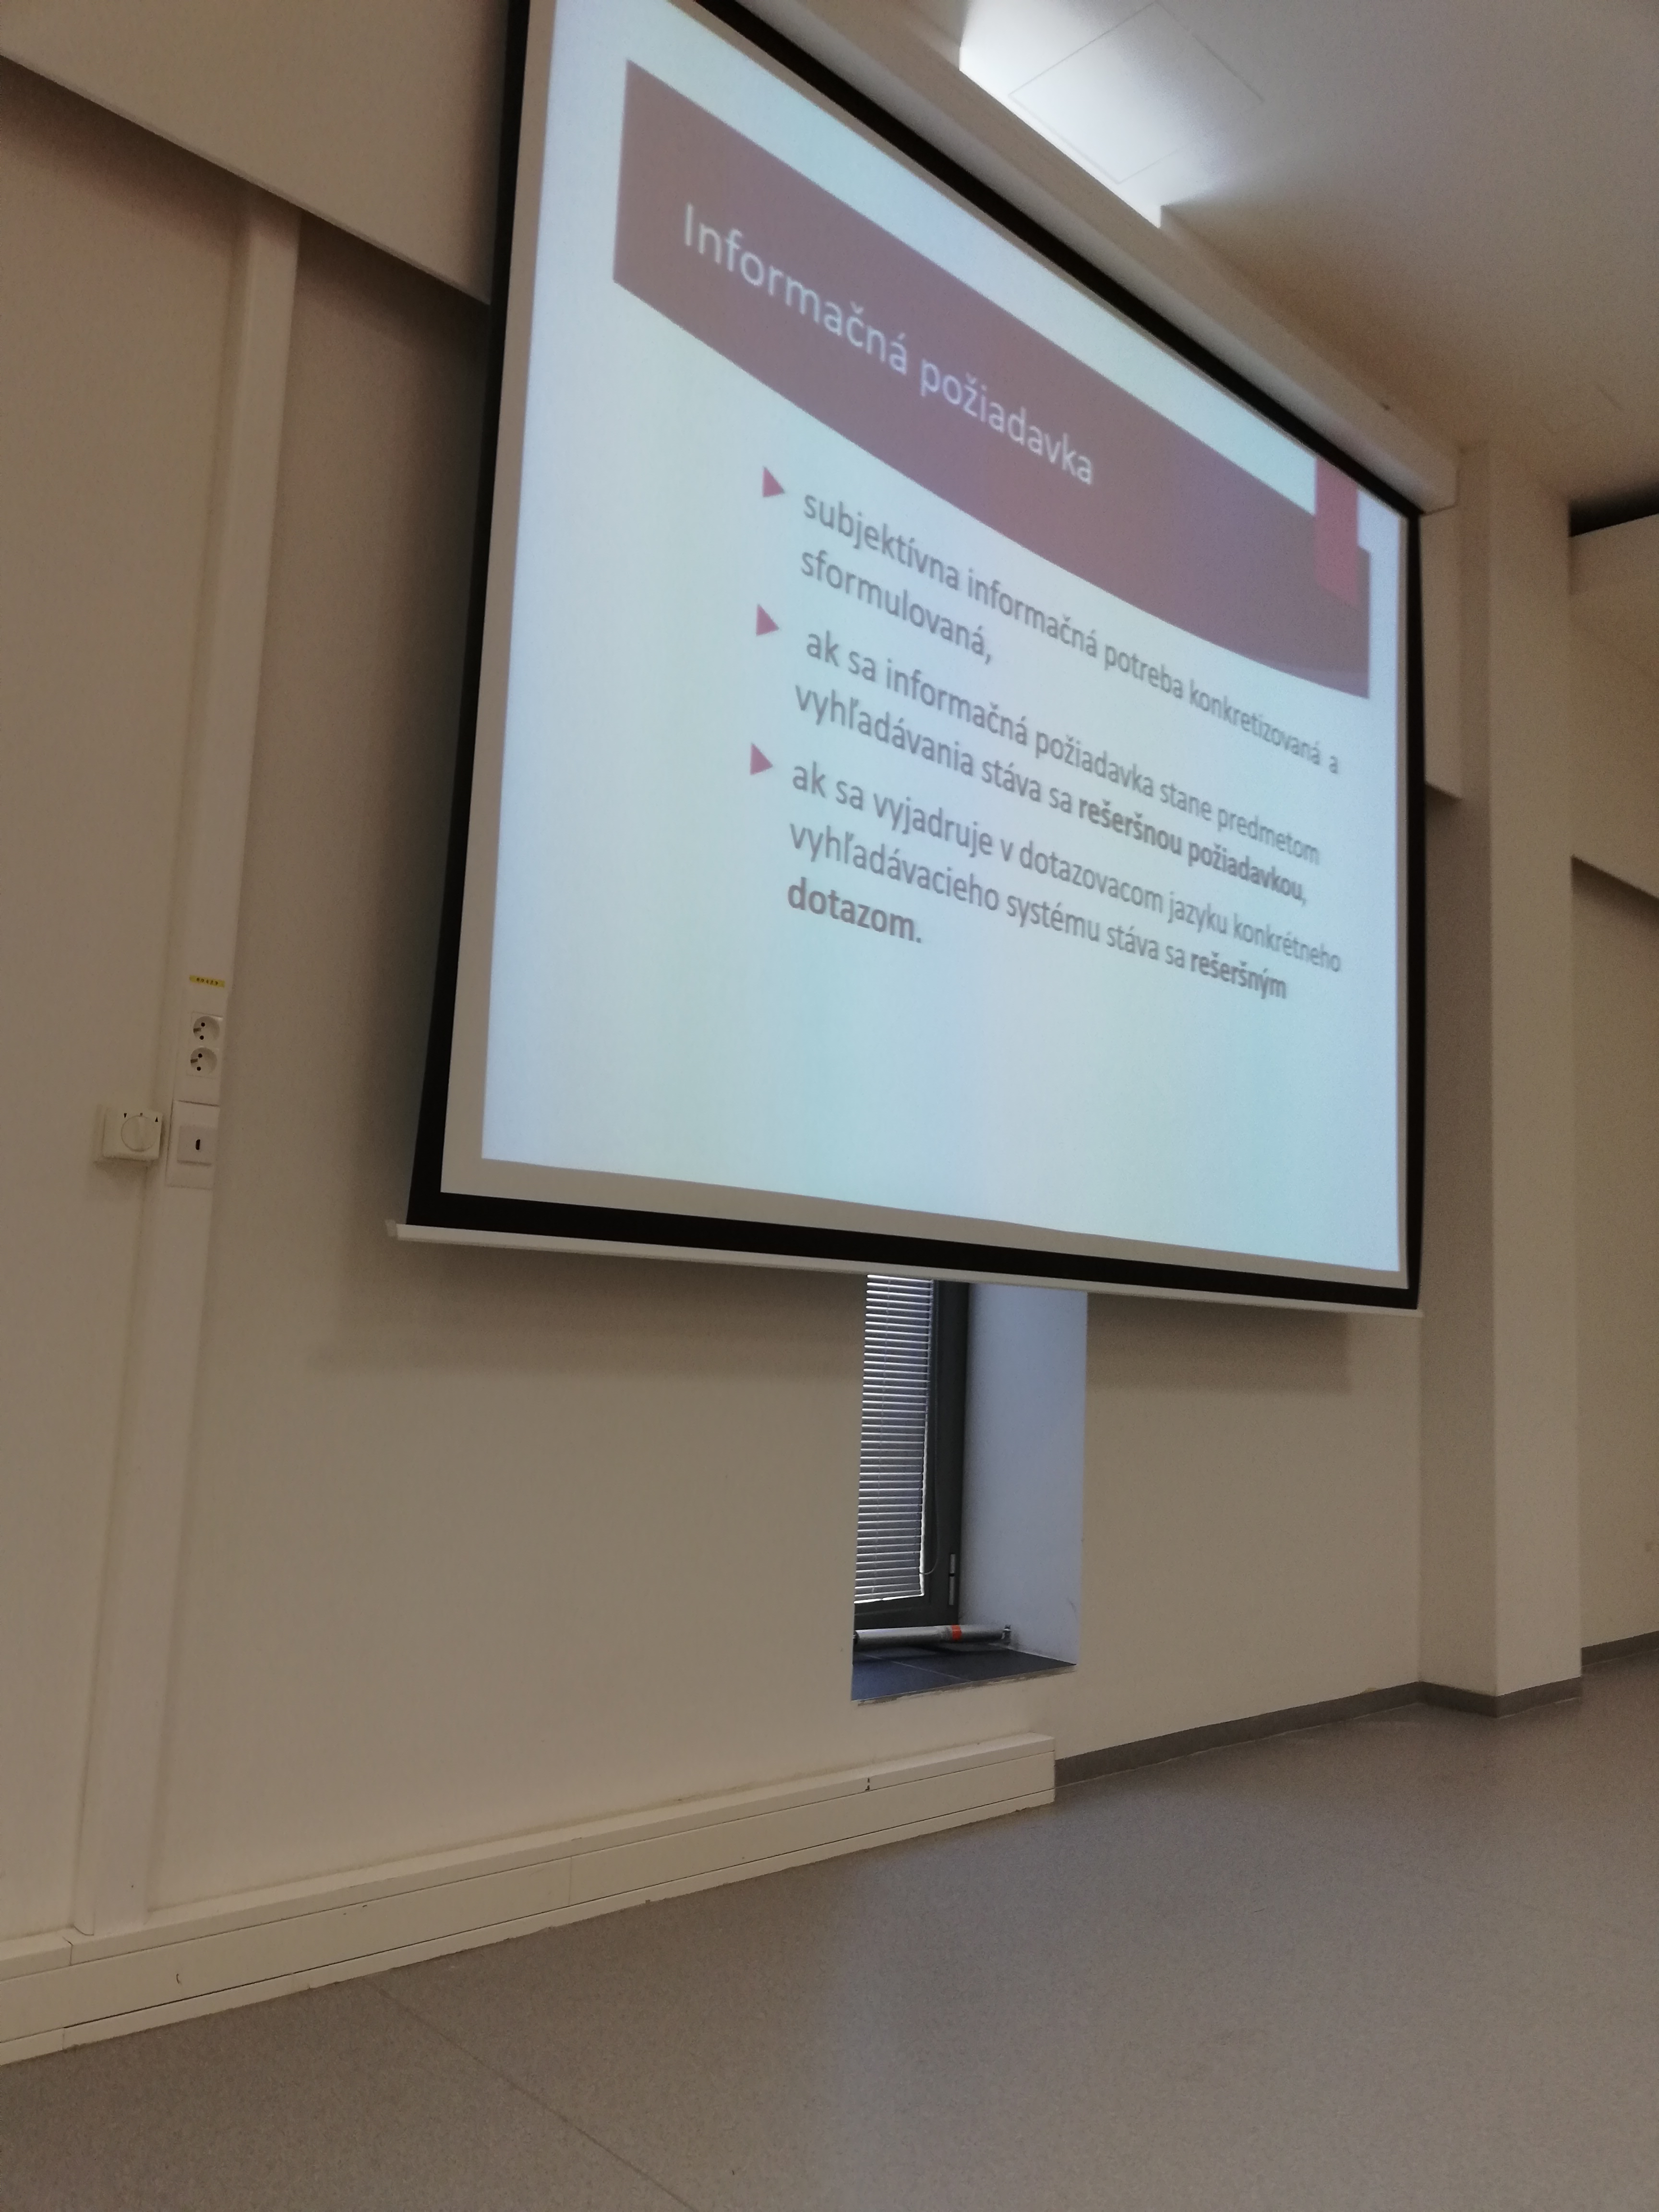 Informačná požiadavka
subjektívna informačná potreba konkretizovaná a
sformulovaná,
ak sa informačná požiadavka stane predmetom
vyhľadávania stáva sa rešeršnou požiadavkou,
ak sa vyjadruje v dotazovacom jazyku konkrétneho
vyhľadávacieho systému stáva sa rešeršným
dotazom.